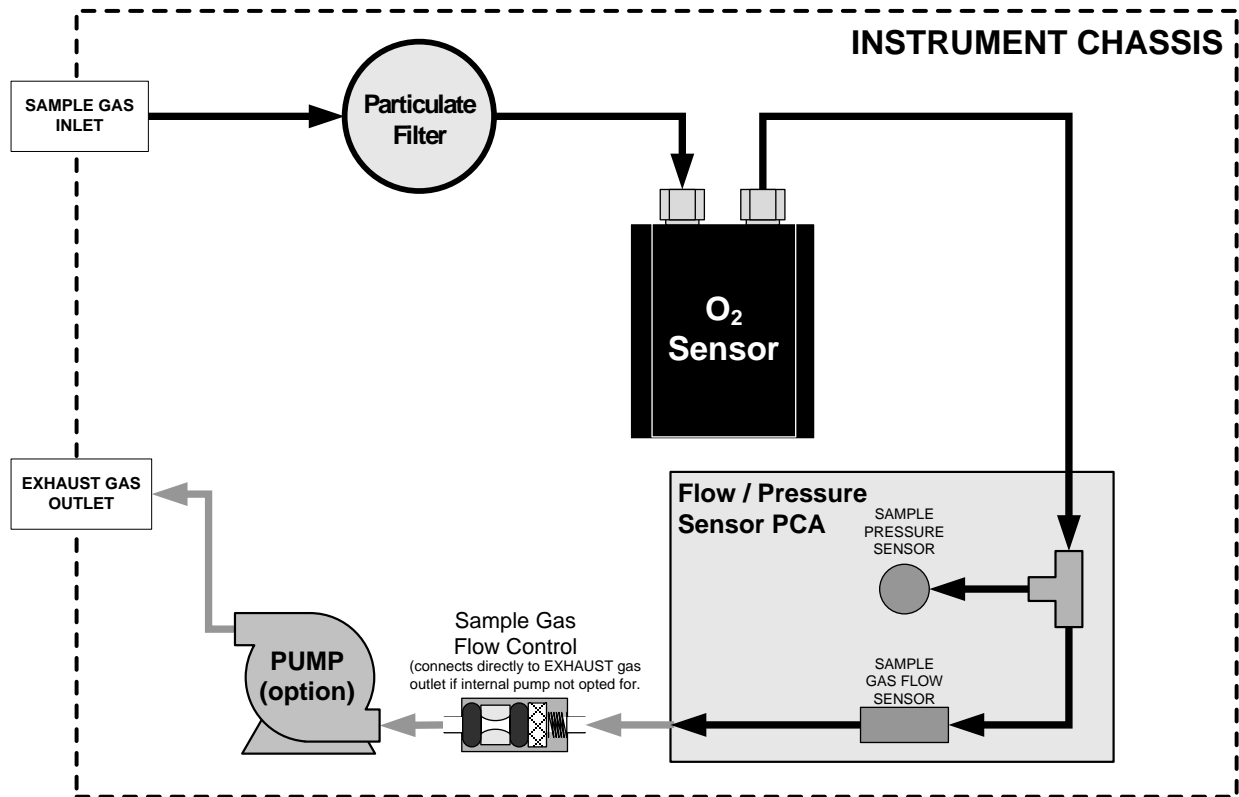 INSTRUMENT CHASSIS
SAMPLE GAS
INLET
Particulate
Filter
O₂
Sensor
EXHAUST GAS
OUTLET
Flow / Pressure
Sensor PCA
SAMPLE
PRESSURE
SENSOR
Sample Gas
Flow Control
(connects directly to EXHAUST gas
outlet if internal pump not opted for.
PUMP
(option)
SAMPLE
GAS FLOW
SENSOR